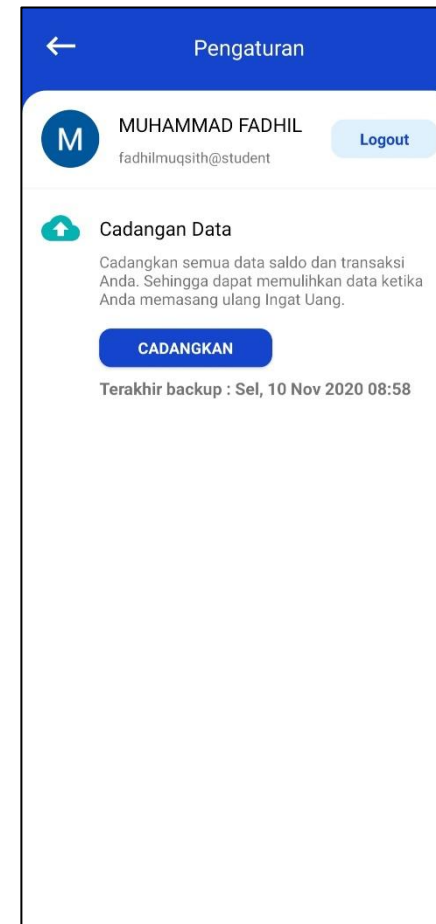 Pengaturan
M
MUHAMMAD FADHIL
fadhilmuqsith@student
Logout
Cadangan Data
Cadangkan semua data saldo dan transaksi
Anda. Sehingga dapat memulihkan data ketika
Anda memasang ulang Ingat Uang.
CADANGKAN
Terakhir backup : Sel, 10 Nov 2020 08:58